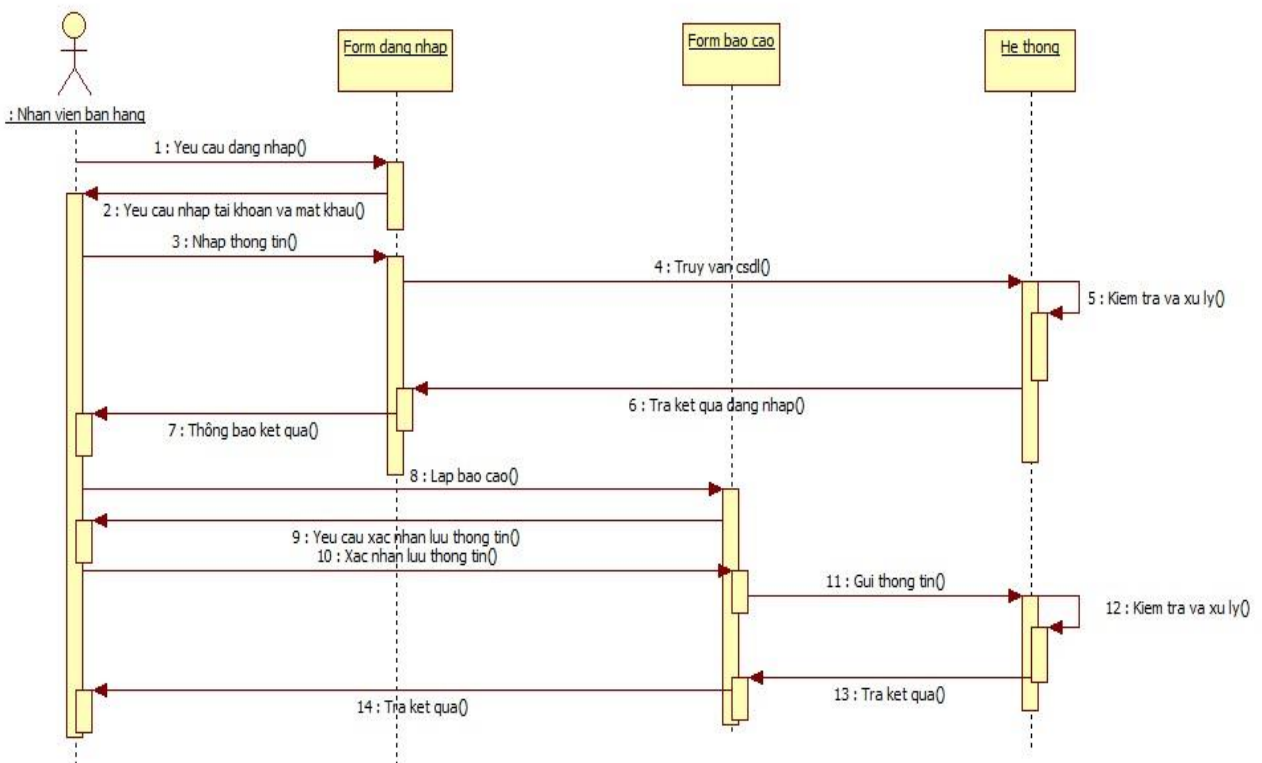 Form dang nhap
Form bao cao
He thong
: Nhan vien ban hang
1 : Yeu cau dang nhap()
2 : Yeu cau nhap tai khoan va mat khau()
3 : Nhap thong tin()
4 : Truy van csdl()
5 : Kiem tra va xu ly()
6 : Tra ket qua dang nhap()
7 : Thông bao ket qua()
8 : Lap bao cao()
9 : Yeu cau xac nhan luu thong tin()
10 : Xac nhan luu thong tin()
11 : Gui thong tin()
12 : Kiem tra va xu ly()
13 : Tra ket qua()
14 : Tra ket qua()